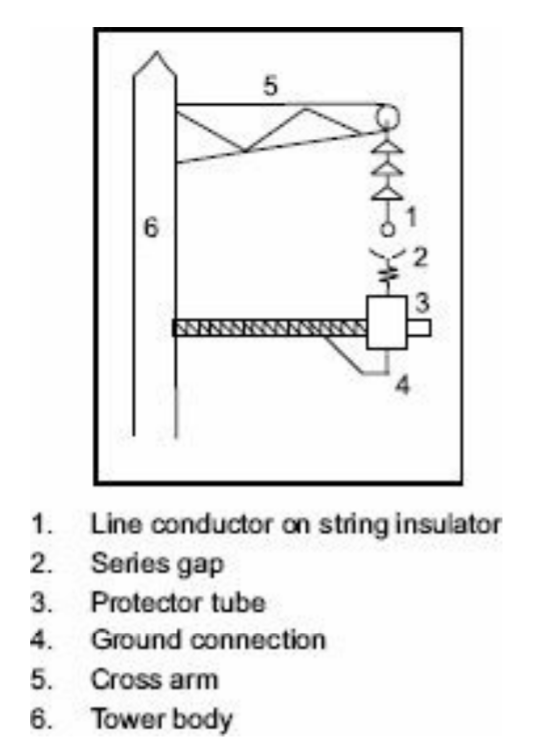 5
6
1
2
3
4
1. Line conductor on string insulator
2. Series gap
3. Protector tube
4. Ground connection
5. Cross arm
6. Tower body